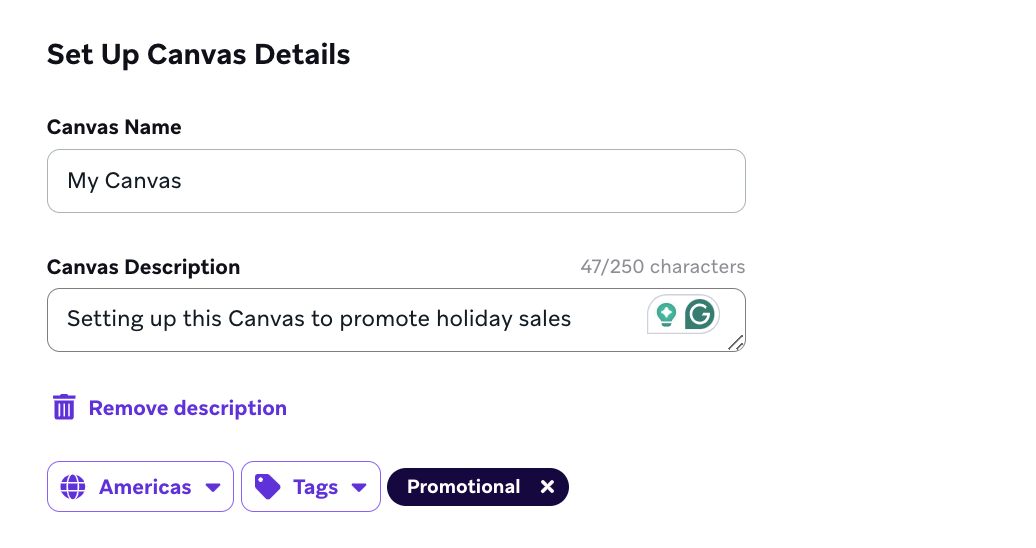 Set Up Canvas Details
Canvas Name
My Canvas
Canvas Description 47/250 characters
Setting up this Canvas to promote holiday sales
Remove description
Americas Tags Promotional